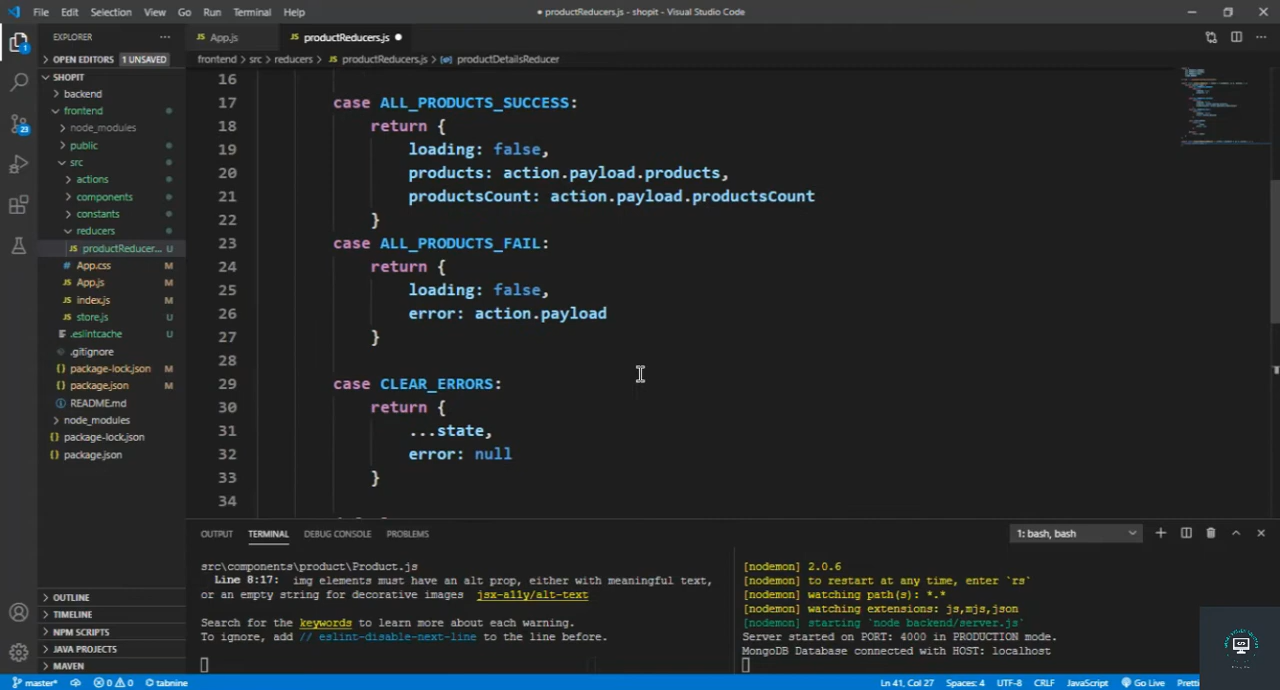 File Edit Selection View Go Run Terminal Help
● productReducers.js - shopit - Visual Studio Code
EXPLORER
OPEN EDITORS 1 UNSAVED
SHOPIT
backend
frontend
node_modules
public
src
actions
components
constants
reducers
JS productReducer... U
# App.css M
JS App.js M
JS index.js M
JS store.js U
.eslintcache U
.gitignore
{} package-lock.json M
{} package.json M
README.md
node_modules
{} package-lock.json
{} package.json
OUTLINE
TIMELINE
NPM SCRIPTS
JAVA PROJECTS
MAVEN
JS App.js JS productReducers.js ●
frontend > src > reducers > JS productReducers.js > productDetailsReducer
16
17 case ALL_PRODUCTS_SUCCESS:
18 return {
19 loading: false,
20 products: action.payload.products,
21 productsCount: action.payload.productsCount
22 }
23 case ALL_PRODUCTS_FAIL:
24 return {
25 loading: false,
26 error: action.payload
27 }
28
29 case CLEAR_ERRORS:
30 return {
31 ...state,
32 error: null
33 }
34
OUTPUT TERMINAL DEBUG CONSOLE PROBLEMS
1: bash, bash
src\components\product\Product.js
Line 8:17: img elements must have an alt prop, either with meaningful text,
or an empty string for decorative images jsx-a11y/alt-text
Search for the keywords to learn more about each warning.
To ignore, add // eslint-disable-next-line to the line before.
[nodemon] 2.0.6
[nodemon] to restart at any time, enter `rs`
[nodemon] watching path(s): *.*
[nodemon] watching extensions: js,mjs,json
[nodemon] starting `node backend/server.js`
Server started on PORT: 4000 in PRODUCTION mode.
MongoDB Database connected with HOST: localhost
master* 0 0 tabnine
Ln 41, Col 27 Spaces: 4 UTF-8 CRLF JavaScript Go Live